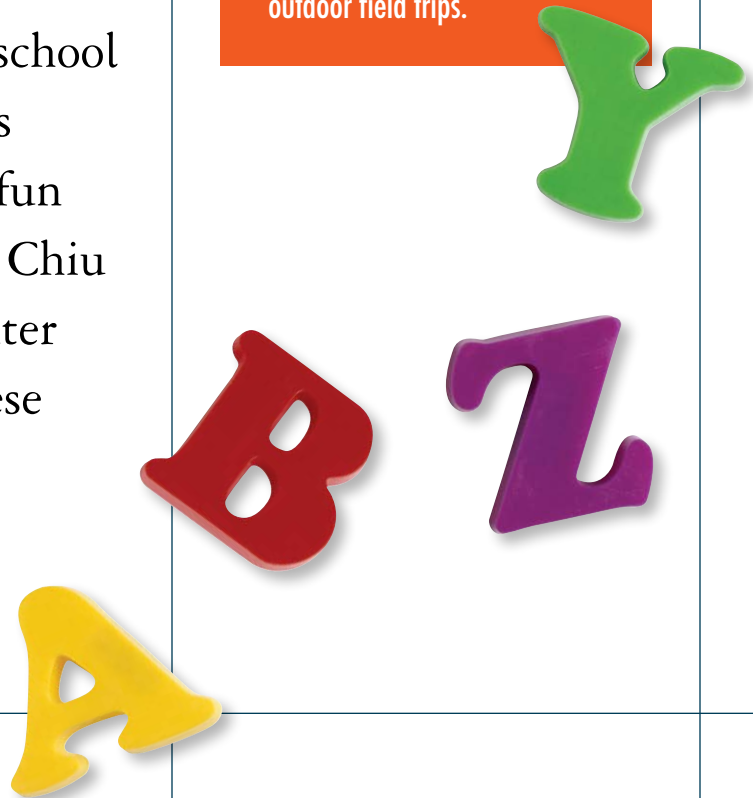 outdoor field trips.
school
s
fun
Chiu
ter
ese
Y
B
Z
A